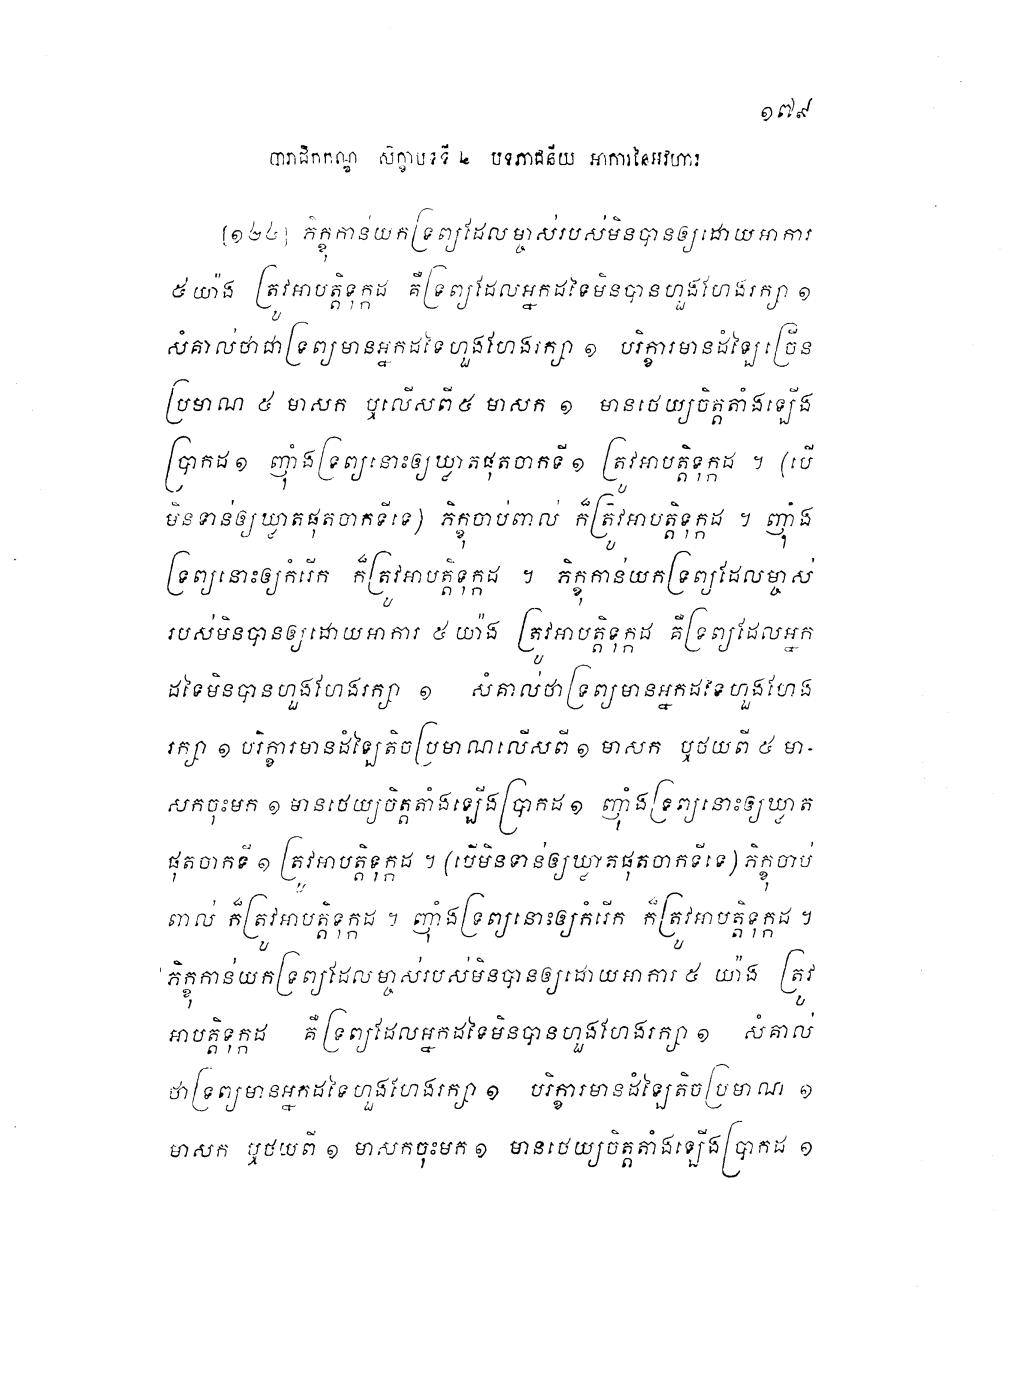 ១៧៩
បារាជិកកណ្ឌ សិក្ខាបទទី ២ បទភាជនីយ អាការនៃអវហារ
[១២៤] ភិក្ខុកាន់យកទ្រព្យដែលម្ចាស់របស់មិនបានឲ្យដោយអាការ
៥ យ៉ាង ត្រូវអាបត្តិទុក្កដ គឺទ្រព្យដែលអ្នកដទៃមិនបានហួងហែងរក្សា ១
សំគាល់ថាជាទ្រព្យមានអ្នកដទៃហួងហែងរក្សា ១ បរិក្ខារមានដំឡៃច្រើន
ប្រមាណ ៥ មាសក ឬលើសពី ៥ មាសក ១ មានថេយ្យចិត្តតាំងឡើង
ប្រាកដ ១ ញុំាងទ្រព្យនោះឲ្យឃ្លាតផុតចាកទី ១ ត្រូវអាបត្តិទុក្កដ ។ (បើ
មិនទាន់ឲ្យឃ្លាតផុតចាកទីទេ) ភិក្ខុចាប់ពាល់ ក៏ត្រូវអាបត្តិទុក្កដ ។ ញុំាង
ទ្រព្យនោះឲ្យកំរើក ក៏ត្រូវអាបត្តិទុក្កដ ។ ភិក្ខុកាន់យកទ្រព្យដែលម្ចាស់
របស់មិនបានឲ្យដោយអាការ ៥ យ៉ាង ត្រូវអាបត្តិទុក្កដ គឺទ្រព្យដែលអ្នក
ដទៃមិនបានហួងហែងរក្សា ១ សំគាល់ថាទ្រព្យមានអ្នកដទៃហួងហែង
រក្សា ១ បរិក្ខារមានដំឡៃតិចប្រមាណលើសពី ១ មាសក ឬថយពី ៥ មា-
សកចុះមក ១ មានថេយ្យចិត្តតាំងឡើងប្រាកដ ១ ញុំាងទ្រព្យនោះឲ្យឃ្លាត
ផុតចាកទី ១ ត្រូវអាបត្តិទុក្កដ ។ (បើមិនទាន់ឲ្យឃ្លាតផុតចាកទីទេ) ភិក្ខុចាប់
ពាល់ ក៏ត្រូវអាបត្តិទុក្កដ ។ ញុំាងទ្រព្យនោះឲ្យកំរើក ក៏ត្រូវអាបត្តិទុក្កដ ។
ភិក្ខុកាន់យកទ្រព្យដែលម្ចាស់របស់មិនបានឲ្យដោយអាការ ៥ យ៉ាង ត្រូវ
អាបត្តិទុក្កដ គឺទ្រព្យដែលអ្នកដទៃមិនបានហួងហែងរក្សា ១ សំគាល់
ថាទ្រព្យមានអ្នកដទៃហួងហែងរក្សា ១ បរិក្ខារមានដំឡៃតិចប្រមាណ ១
មាសក ឬថយពី ១ មាសកចុះមក ១ មានថេយ្យចិត្តតាំងឡើងប្រាកដ ១